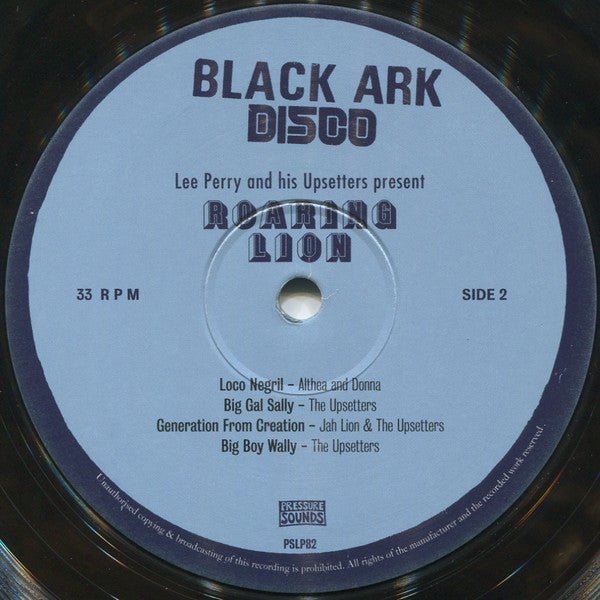 BLACK ARK
DISCO
Lee Perry and his Upsetters present
ROARING
LION
33 RPM
SIDE 2
Loco Negril – Althea and Donna
Big Gal Sally – The Upsetters
Generation From Creation – Jah Lion & The Upsetters
Big Boy Wally – The Upsetters
PRESSURE
SOUNDS
PSLP82
Unauthorised copying & broadcasting of this recording is prohibited. All rights of the manufacturer and the recorded work reserved.